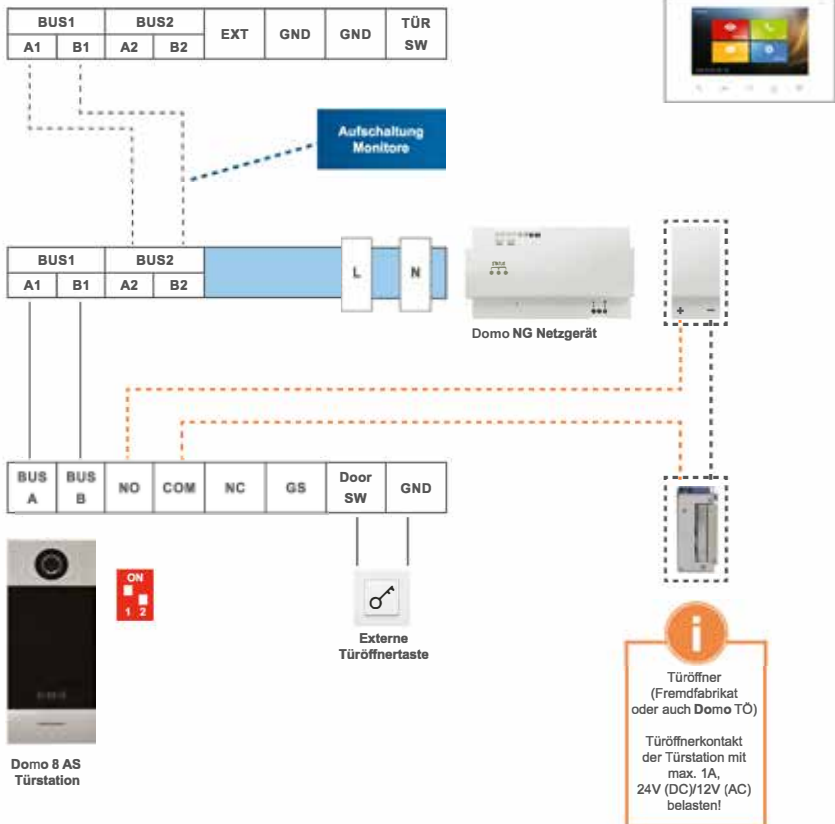 BUS1 BUS2 EXT GND GND TÜR
SW
A1 B1 A2 B2
Aufschaltung
Monitore
BUS1 BUS2 L N
A1 B1 A2 B2
Domo NG Netzgerät
+ −
BUS
A
BUS
B
NO COM NC GS
Door
SW
GND
ON
1 2
Externe
Türöffnertaste
Domo 8 AS
Türstation
i
Türöffner
(Fremdfabrikat
oder auch Domo TÖ)
Türöffnerkontakt
der Türstation mit
max. 1A,
24V (DC)/12V (AC)
belasten!